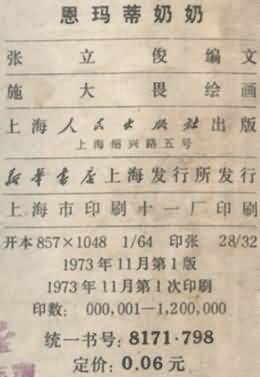 恩玛蒂奶奶
张立俊编文
施大畏绘画
上海人民出版社出版
上海绍兴路五号
新华书店上海发行所发行
上海市印刷十一厂印刷
开本857×1048 1/64 印张 28/32
1973年11月第1版
1973年11月第1次印刷
印数: 000,001—1,200,000
统一书号: 8171·798
定价: 0.06 元